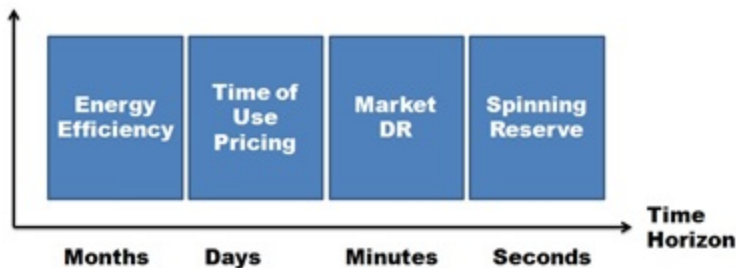 Energy
Efficiency
Time of
Use
Pricing
Market
DR
Spinning
Reserve
Time
Horizon
Months
Days
Minutes
Seconds